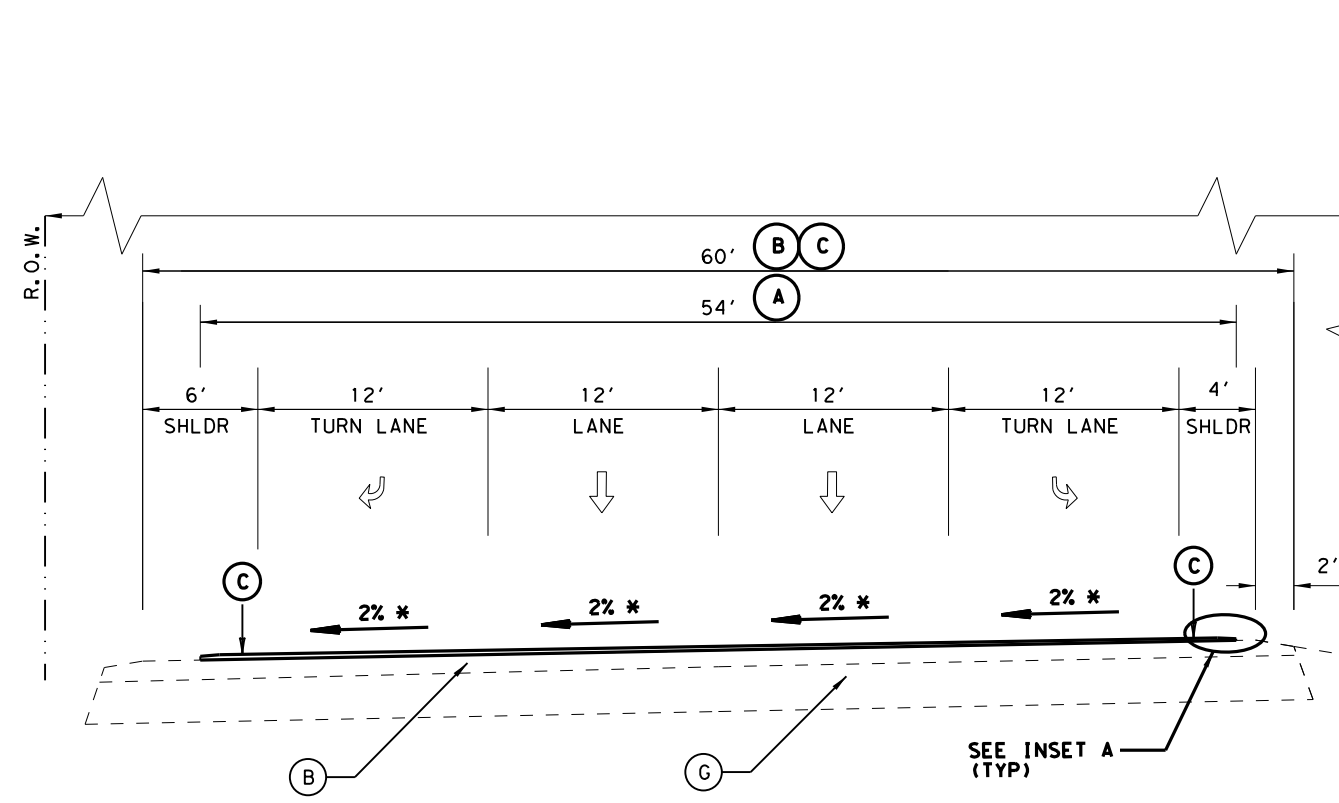 R.O.W.
60' B C
54' A
6' 12' 12' 12' 12' 4'
SHLDR TURN LANE LANE LANE TURN LANE SHLDR
C 2% * 2% * 2% * 2% * C 2'
B G SEE INSET A
(TYP)